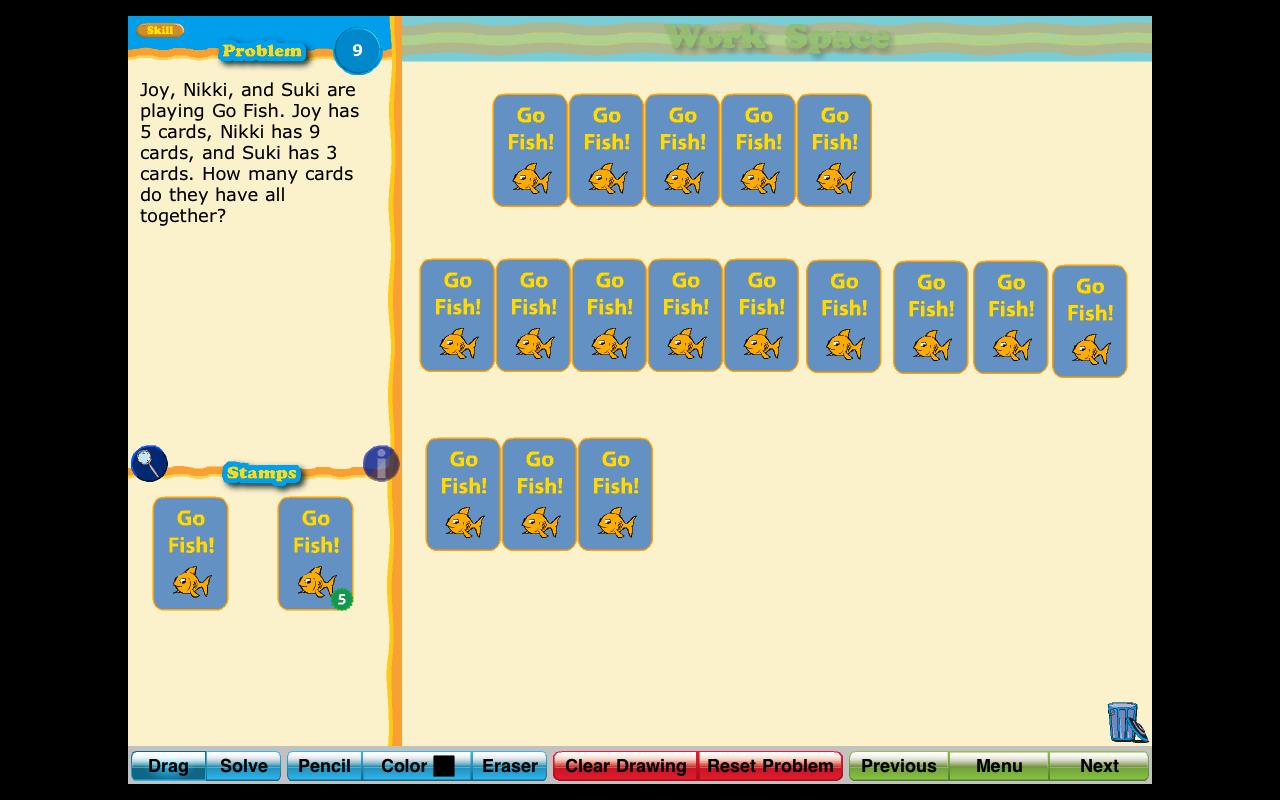 Skill
Problem
9
Work Space
Joy, Nikki, and Suki are
playing Go Fish. Joy has
5 cards, Nikki has 9
cards, and Suki has 3
cards. How many cards
do they have all
together?
Go Go Go Go Go
Fish! Fish! Fish! Fish! Fish!
Go Go Go Go Go Go Go Go Go
Fish! Fish! Fish! Fish! Fish! Fish! Fish! Fish! Fish!
Go Go Go
Fish! Fish! Fish!
i
Stamps
Go Go
Fish! Fish!
5
Drag Solve Pencil Color Eraser Clear Drawing Reset Problem Previous Menu Next